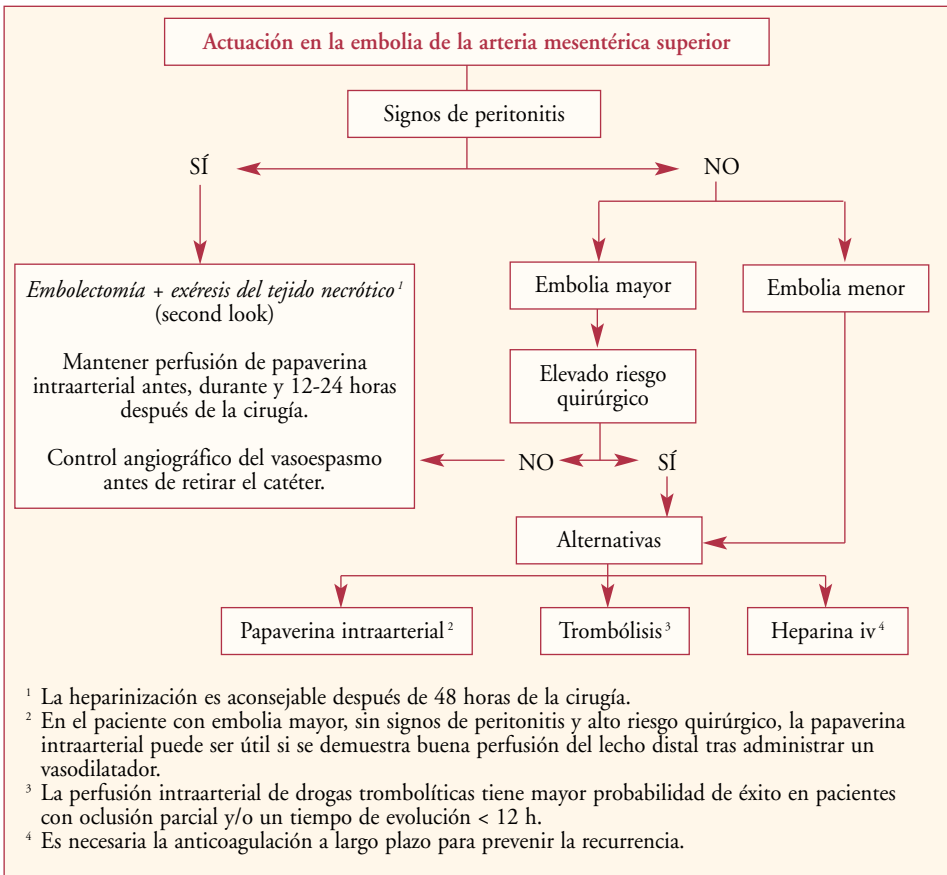 Actuación en la embolia de la arteria mesentérica superior
Signos de peritonitis
SÍ
NO
Embolectomía + exéresis del tejido necrótico ¹
(second look)
Mantener perfusión de papaverina
intraarterial antes, durante y 12-24 horas
después de la cirugía.
Control angiográfico del vasoespasmo
antes de retirar el catéter.
Embolia mayor
Embolia menor
Elevado riesgo
quirúrgico
NO
SÍ
Alternativas
Papaverina intraarterial ²
Trombólisis ³
Heparina iv ⁴
¹ La heparinización es aconsejable después de 48 horas de la cirugía.
² En el paciente con embolia mayor, sin signos de peritonitis y alto riesgo quirúrgico, la papaverina
intraarterial puede ser útil si se demuestra buena perfusión del lecho distal tras administrar un
vasodilatador.
³ La perfusión intraarterial de drogas trombolíticas tiene mayor probabilidad de éxito en pacientes
con oclusión parcial y/o un tiempo de evolución < 12 h.
⁴ Es necesaria la anticoagulación a largo plazo para prevenir la recurrencia.